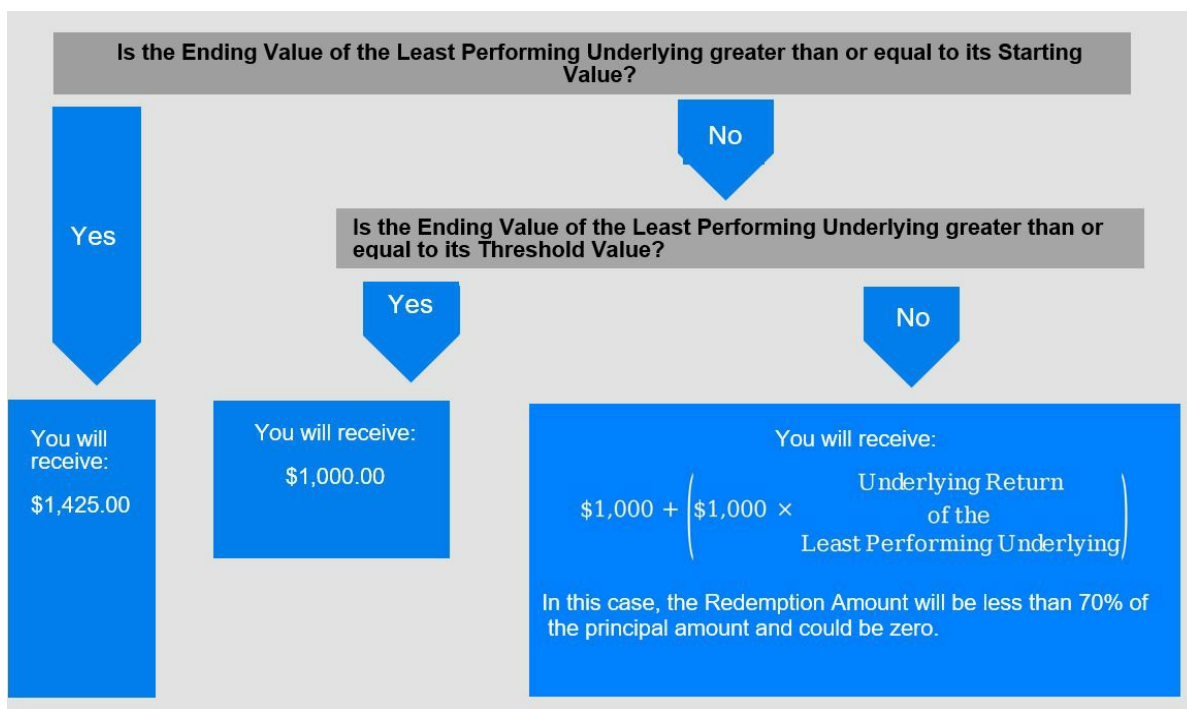 Is the Ending Value of the Least Performing Underlying greater than or equal to its Starting
Value?
Yes
No
Is the Ending Value of the Least Performing Underlying greater than or
equal to its Threshold Value?
Yes
No
You will
receive:
$1,425.00
You will receive:
$1,000.00
You will receive:
$1,000 + ($1,000 × Underlying Return
of the
Least Performing Underlying)
In this case, the Redemption Amount will be less than 70% of
the principal amount and could be zero.